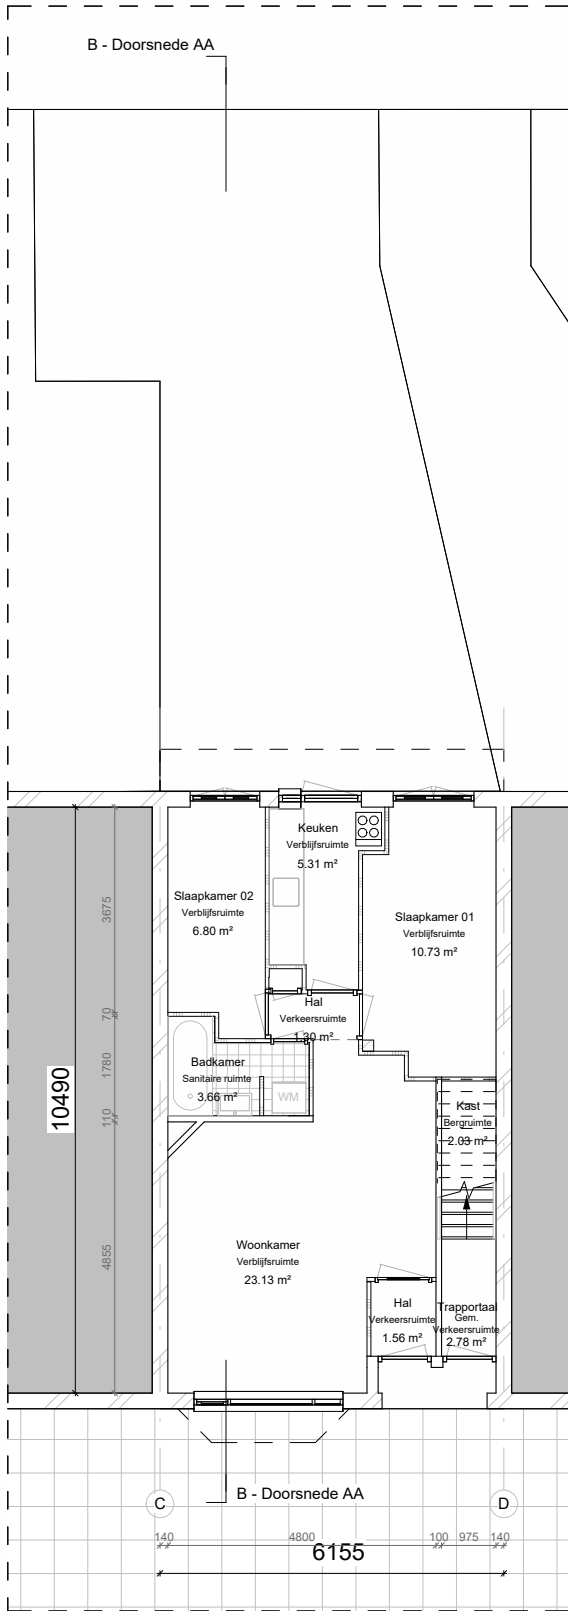 B - Doorsnede AA
Keuken
Verblijfsruimte
5.31 m²
Slaapkamer 02
Verblijfsruimte
6.80 m²
Slaapkamer 01
Verblijfsruimte
10.73 m²
3675
Hal
Verkeersruimte
1.30 m²
70
Badkamer
Sanitaire ruimte
3.66 m²
WM
1780
10490
110
Kast
Bergruimte
2.03 m²
Woonkamer
Verblijfsruimte
23.13 m²
4855
Hal
Verkeersruimte
1.56 m²
Trapportaal
Gem.
Verkeersruimte
2.78 m²
B - Doorsnede AA
C
D
140
4800
100
975
140
6155